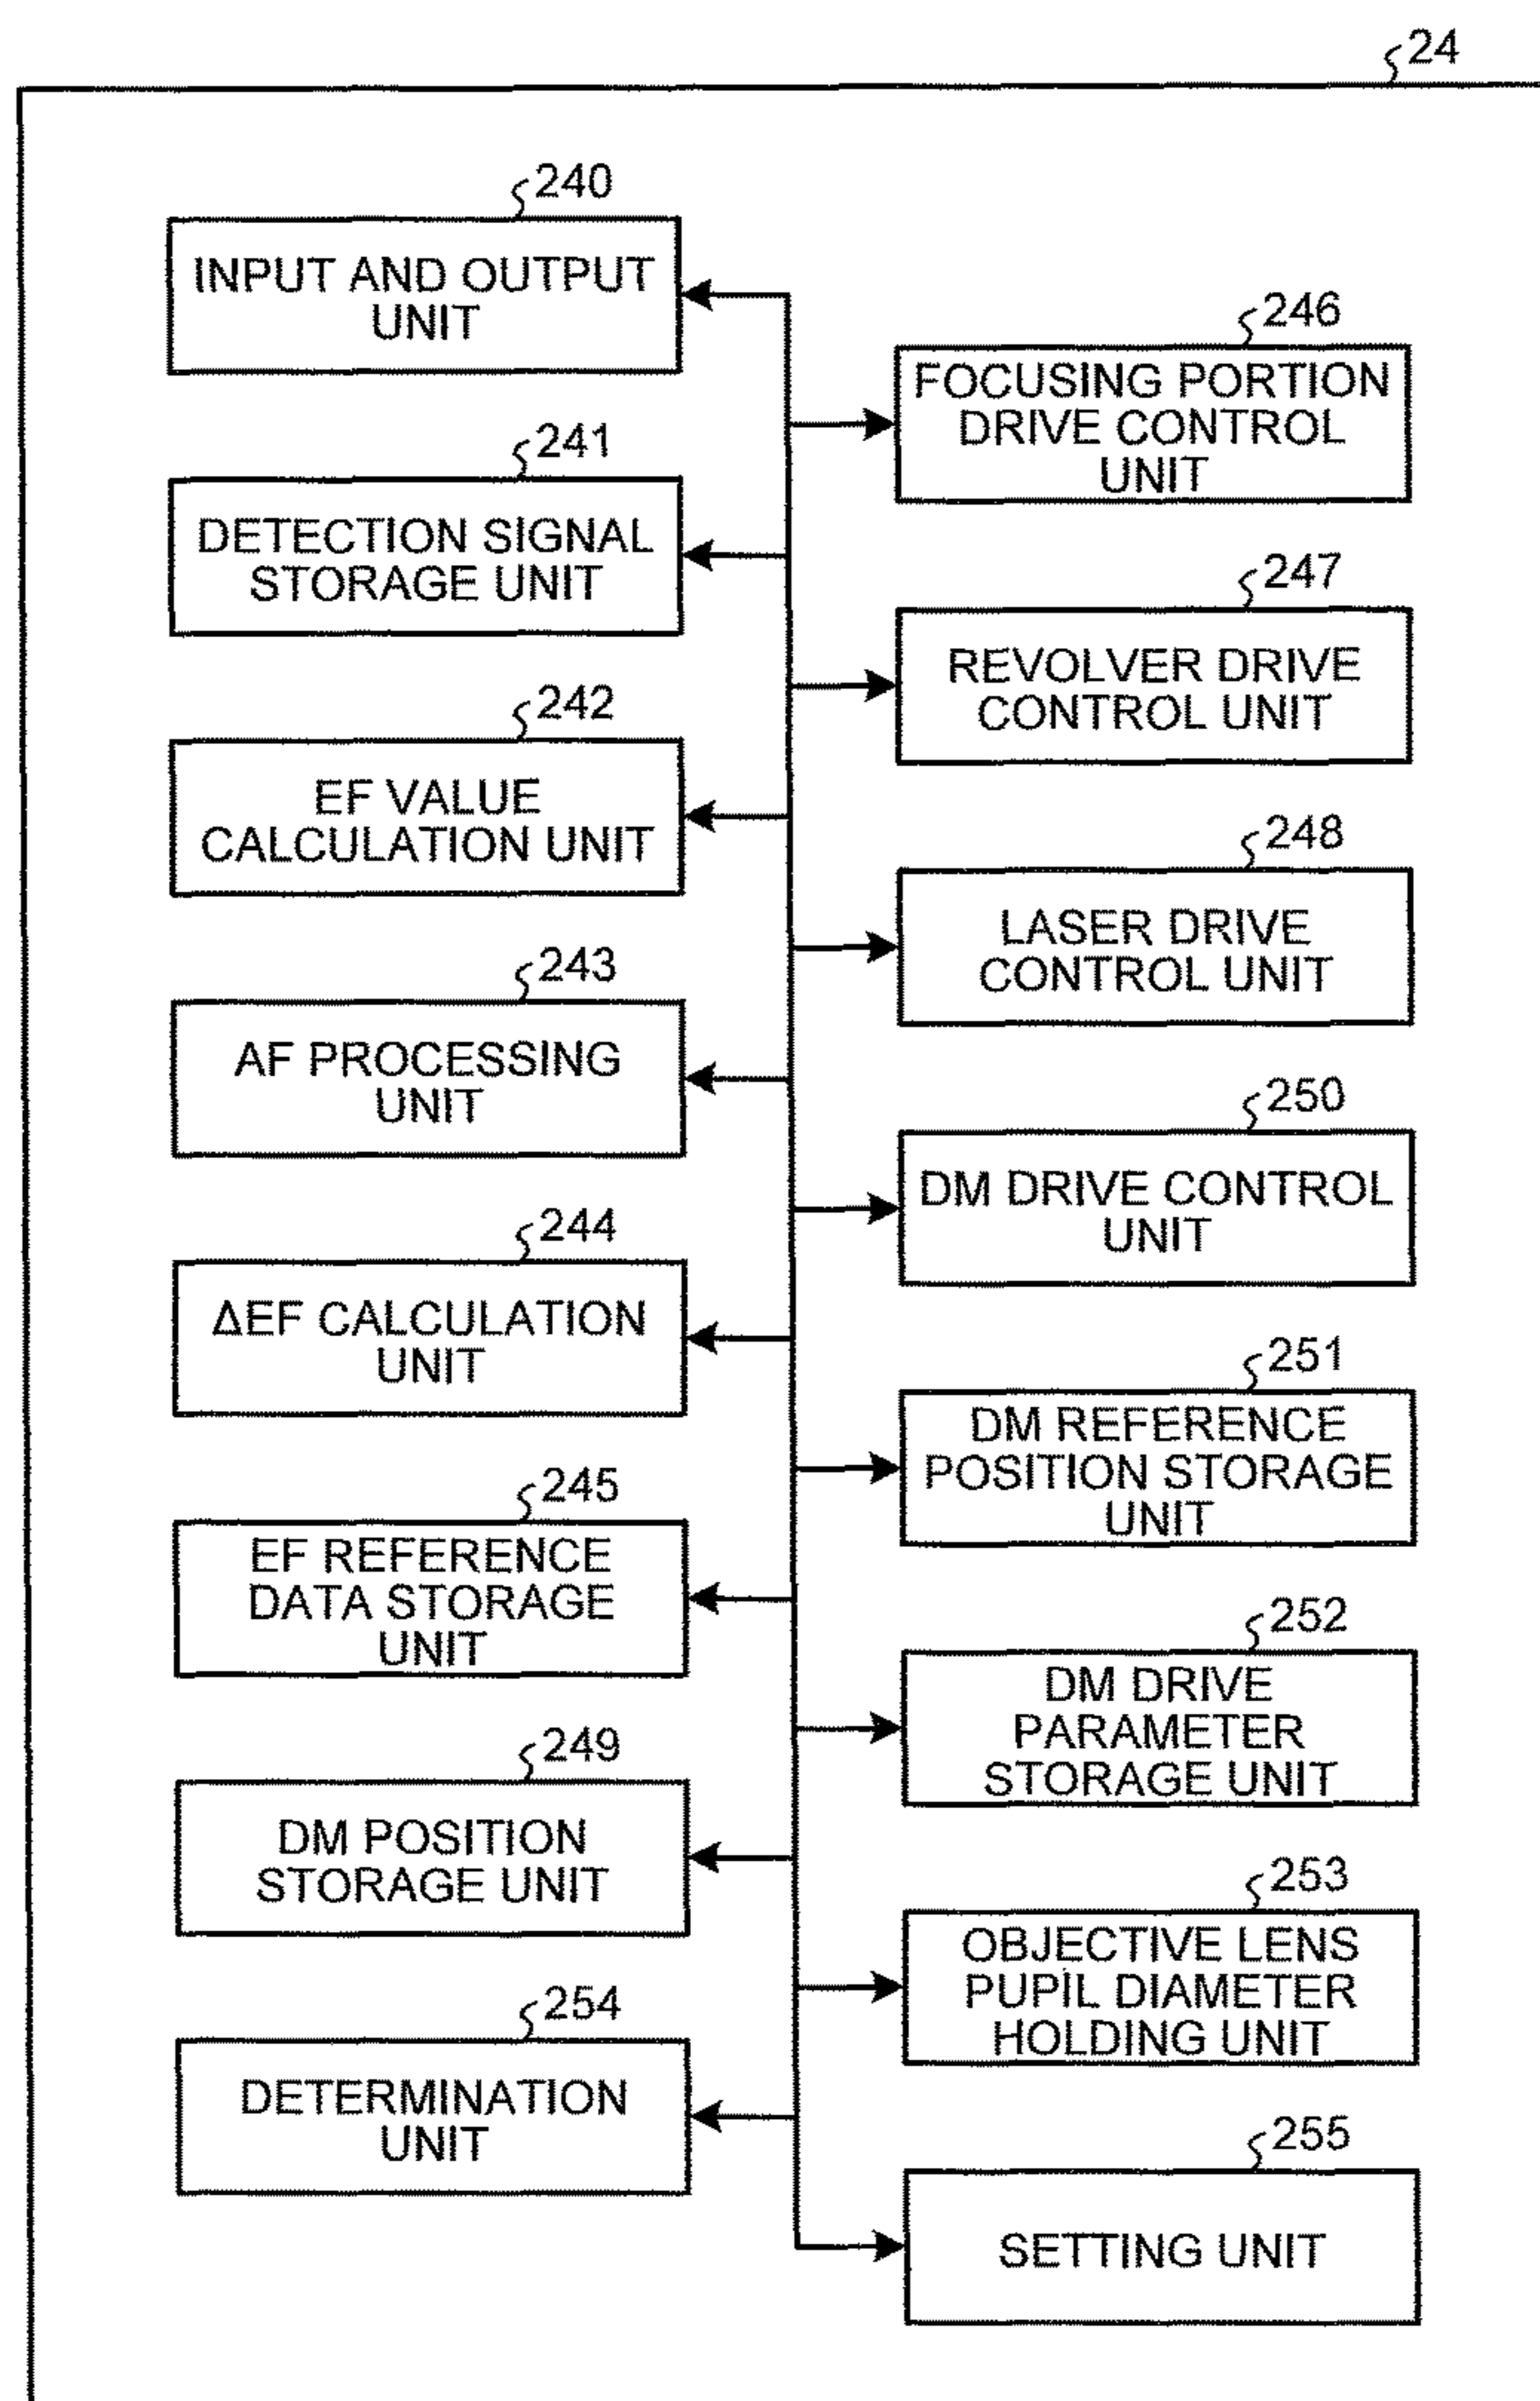 24
240
INPUT AND OUTPUT
UNIT
241
DETECTION SIGNAL
STORAGE UNIT
242
EF VALUE
CALCULATION UNIT
243
AF PROCESSING
UNIT
244
ΔEF CALCULATION
UNIT
245
EF REFERENCE
DATA STORAGE
UNIT
249
DM POSITION
STORAGE UNIT
254
DETERMINATION
UNIT
246
FOCUSING PORTION
DRIVE CONTROL
UNIT
247
REVOLVER DRIVE
CONTROL UNIT
248
LASER DRIVE
CONTROL UNIT
250
DM DRIVE CONTROL
UNIT
251
DM REFERENCE
POSITION STORAGE
UNIT
252
DM DRIVE
PARAMETER
STORAGE UNIT
253
OBJECTIVE LENS
PUPIL DIAMETER
HOLDING UNIT
255
SETTING UNIT